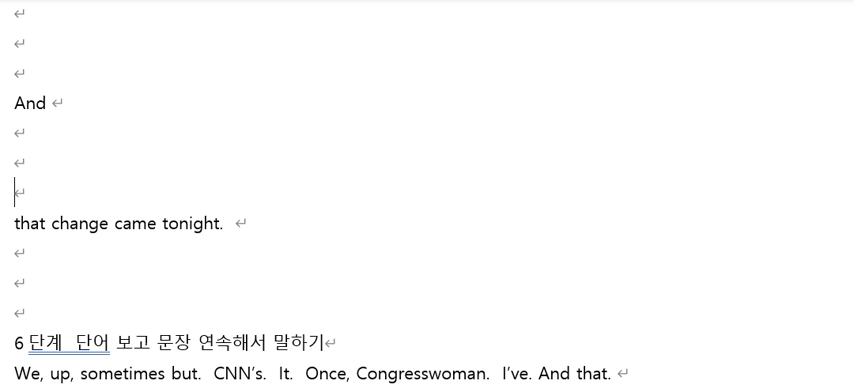 And
that change came tonight.
6 단계  단어 보고 문장 연속해서 말하기
We, up, sometimes but.  CNN’s.  It.  Once, Congresswoman.  I’ve. And that.